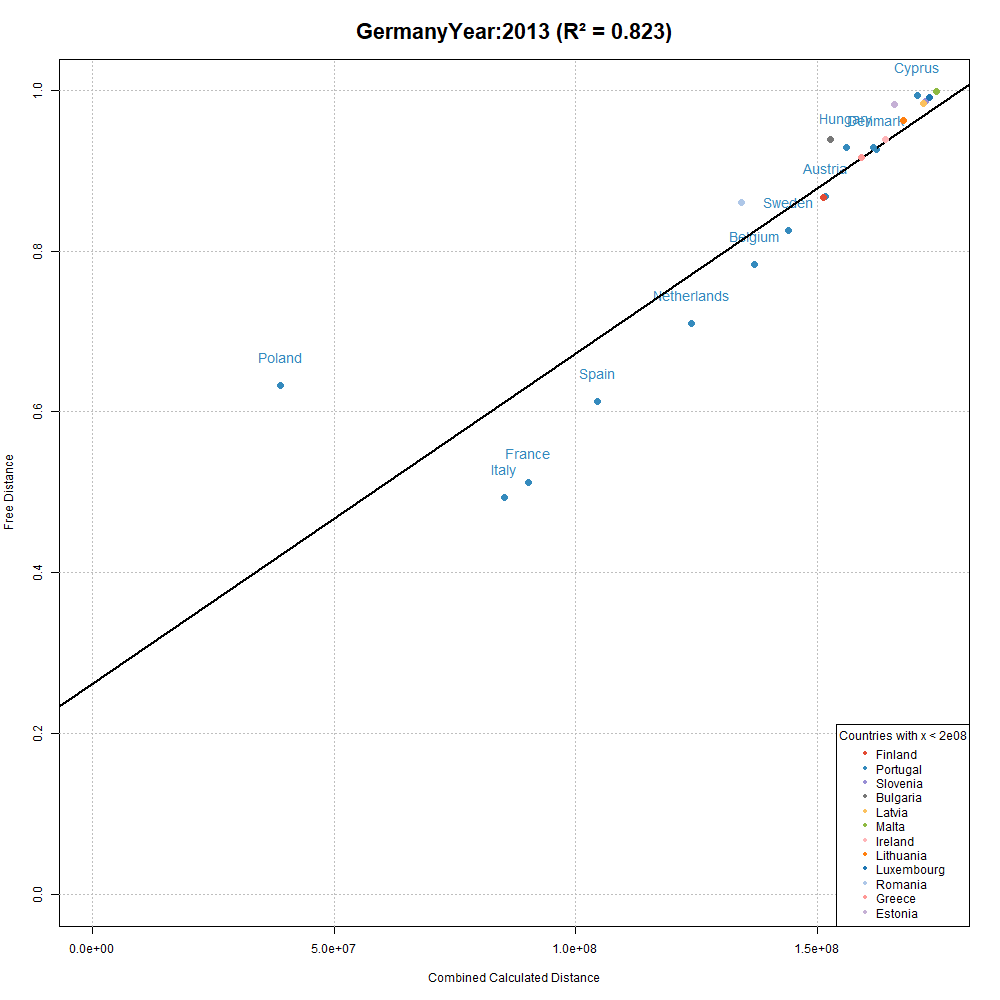 GermanyYear:2013 (R² = 0.823)
Cyprus
Hungary
Denmark
Austria
Sweden
Belgium
Netherlands
Poland
Spain
France
Italy
1.0
0.8
0.6
0.4
0.2
0.0
Free Distance
Countries with x < 2e08
Finland
Portugal
Slovenia
Bulgaria
Latvia
Malta
Ireland
Lithuania
Luxembourg
Romania
Greece
Estonia
0.0e+00 5.0e+07 1.0e+08 1.5e+08
Combined Calculated Distance